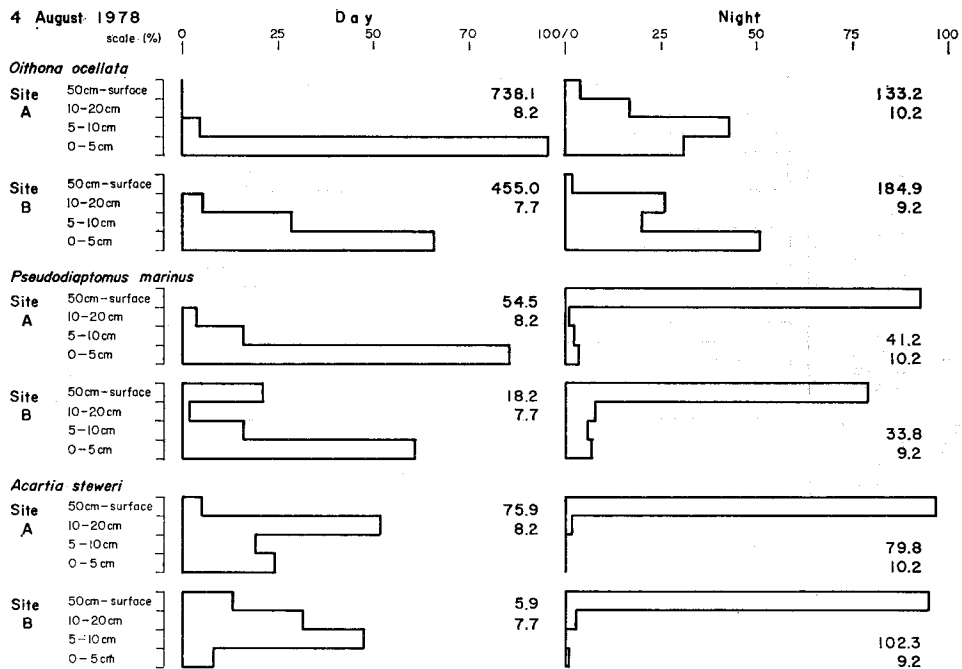 4 August 1978 Day Night
scale (%) 0 25 50 70 100/0 25 50 75 100
Oithona ocellata
Site A
50cm-surface 738.1 133.2
10-20cm 8.2 10.2
5-10cm
0-5cm
Site B
50cm-surface 455.0 184.9
10-20cm 7.7 9.2
5-10cm
0-5cm
Pseudodiaptomus marinus
Site A
50cm-surface 54.5
10-20cm 8.2
5-10cm 41.2
0-5cm 10.2
Site B
50cm-surface 18.2
10-20cm 7.7
5-10cm 33.8
0-5cm 9.2
Acartia steweri
Site A
50cm-surface 75.9
10-20cm 8.2
5-10cm 79.8
0-5cm 10.2
Site B
50cm-surface 5.9
10-20cm 7.7
5-10cm 102.3
0-5cm 9.2